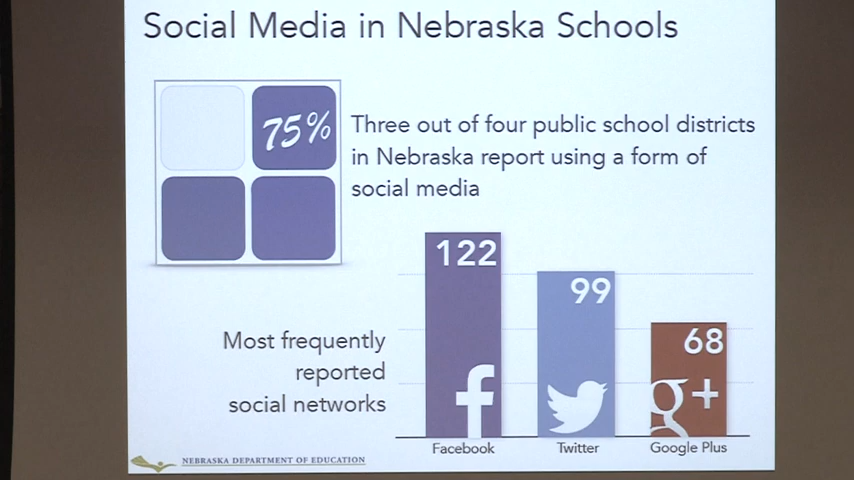 Social Media in Nebraska Schools
75%
Three out of four public school districts
in Nebraska report using a form of
social media
122
99
68
Most frequently
reported
social networks
f
g+
Facebook
Twitter
Google Plus
NEBRASKA DEPARTMENT OF EDUCATION